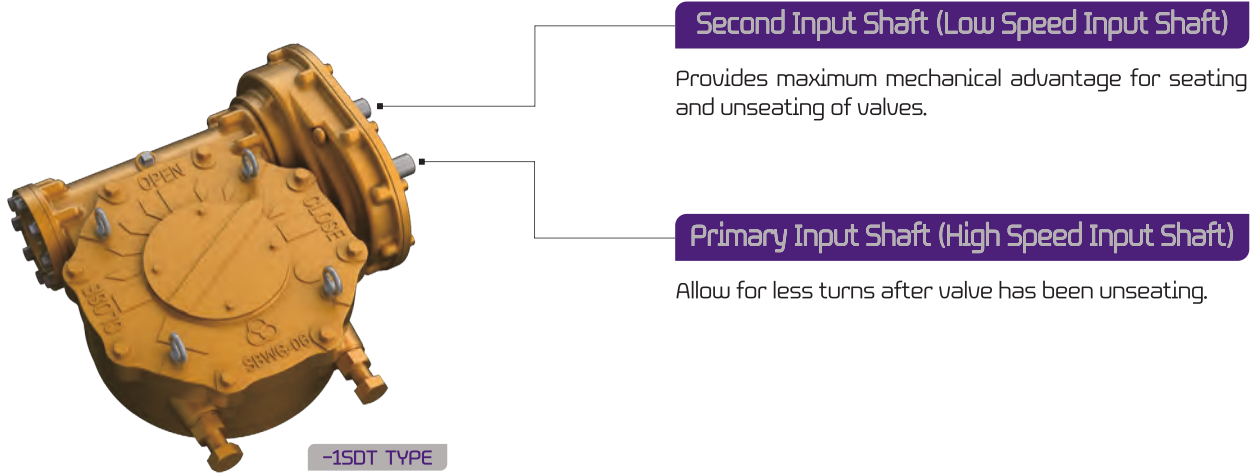 Second Input Shaft (Low Speed Input Shaft)
Provides maximum mechanical advantage for seating
and unseating of valves.
OPEN
CLOSE
CLOSE
SBWG-06
Primary Input Shaft (High Speed Input Shaft)
Allow for less turns after valve has been unseating.
-1SDT TYPE